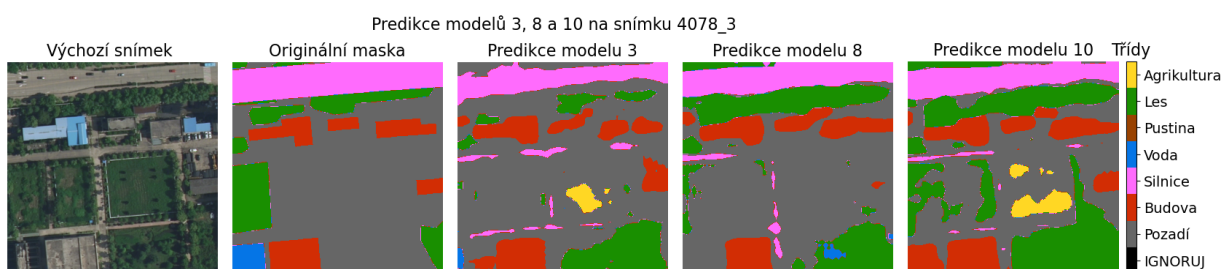 Predikce modelů 3, 8 a 10 na snímku 4078_3
Výchozí snímek
Originální maska
Predikce modelu 3
Predikce modelu 8
Predikce modelu 10
Třídy
Agrikultura
Les
Pustina
Voda
Silnice
Budova
Pozadí
IGNORUJ